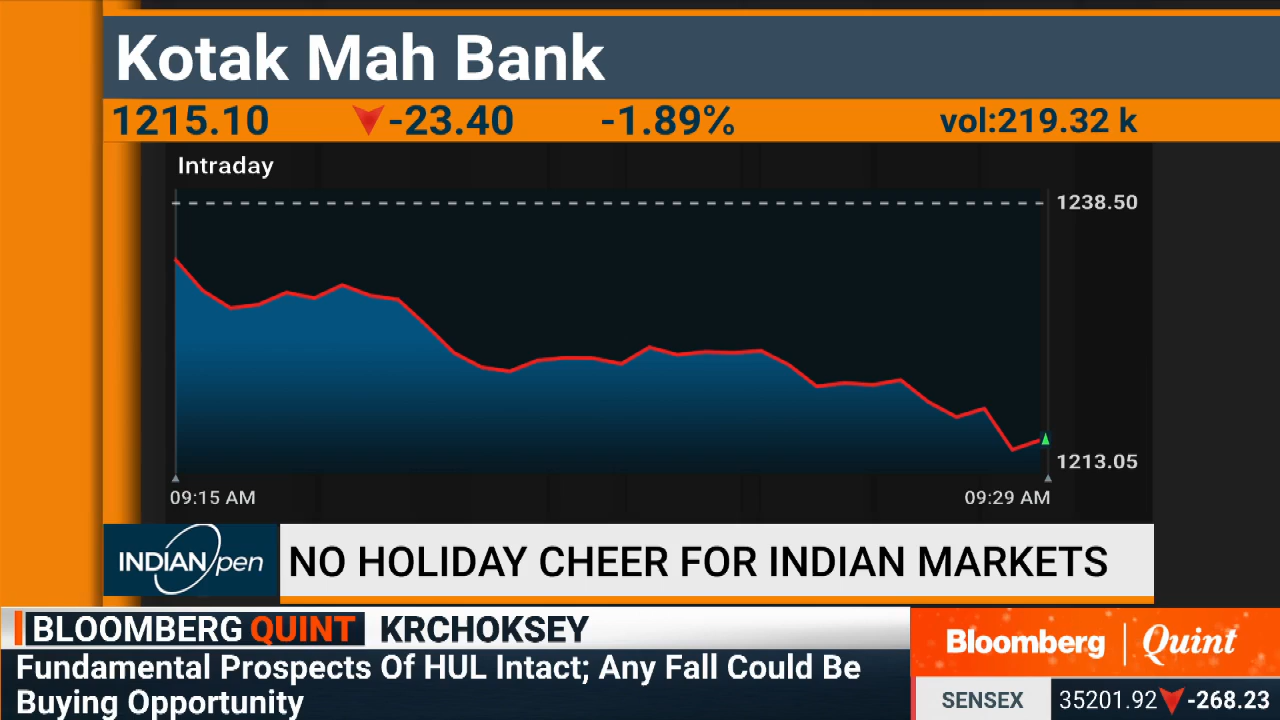 Kotak Mah Bank
1215.10 -23.40 -1.89% vol:219.32 k
Intraday
1238.50
1213.05
09:15 AM 09:29 AM
INDIAN Open NO HOLIDAY CHEER FOR INDIAN MARKETS
BLOOMBERG QUINT KRCHOKSEY
Fundamental Prospects Of HUL Intact; Any Fall Could Be
Buying Opportunity
Bloomberg | Quint
SENSEX 35201.92 -268.23